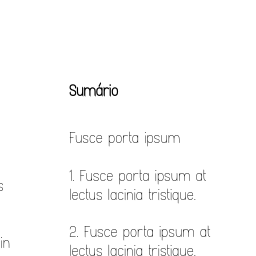 Sumário
Fusce porta ipsum
1. Fusce porta ipsum at
lectus lacinia tristique.
s
2. Fusce porta ipsum at
in
lectus lacinia tristique.